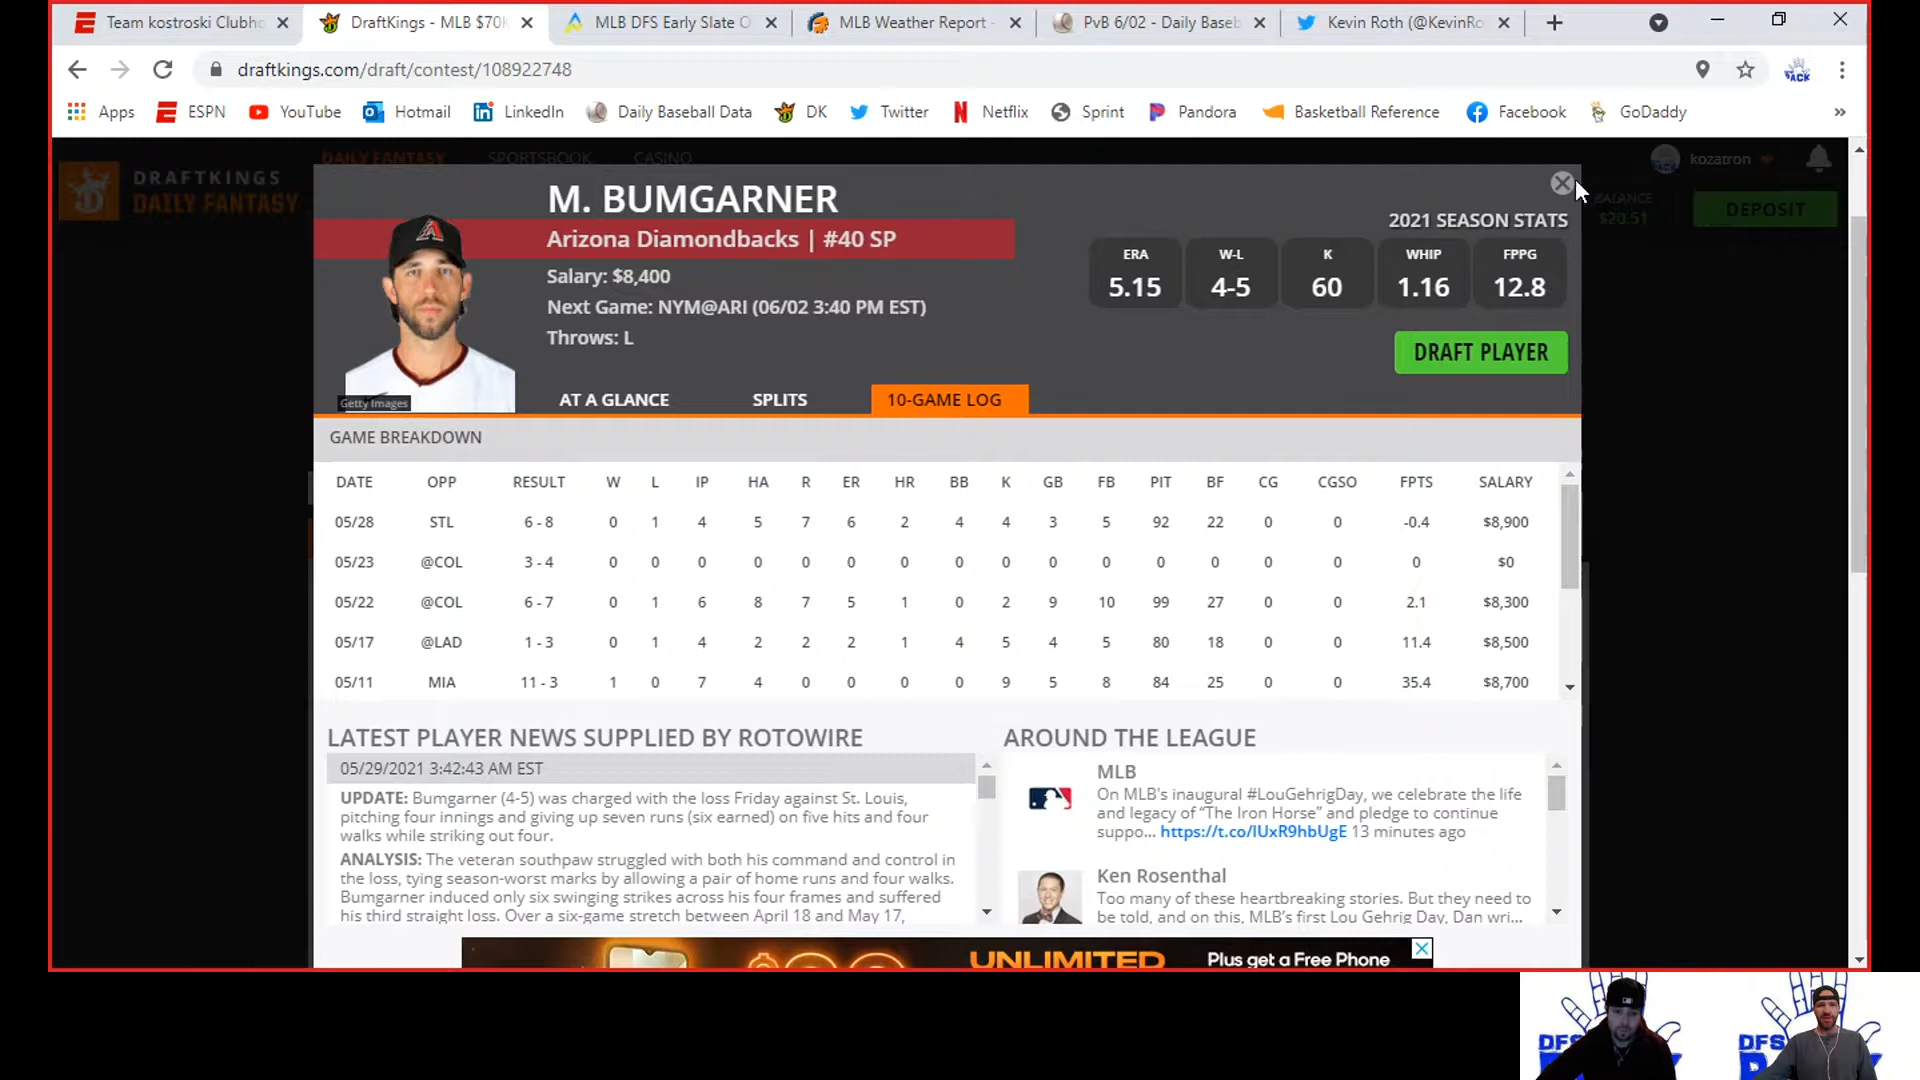 Team kostroski Clubh
DraftKings - MLB $70K
MLB DFS Early Slate O
MLB Weather Report -
PvB 6/02 - Daily Baseb
Kevin Roth (@KevinRo
draftkings.com/draft/contest/108922748
Apps
ESPN
YouTube
Hotmail
LinkedIn
Daily Baseball Data
DK
Twitter
Netflix
Sprint
Pandora
Basketball Reference
Facebook
GoDaddy
»
DRAFTKINGS
DAILY FANTASY
DAILY FANTASY SPORTSBOOK CASINO
kozatron
BALANCE
$20.51
DEPOSIT
M. BUMGARNER
Arizona Diamondbacks | #40 SP
Salary: $8,400
Next Game: NYM@ARI (06/02 3:40 PM EST)
Throws: L
Getty Images
2021 SEASON STATS
ERA W-L K WHIP FPPG
5.15 4-5 60 1.16 12.8
DRAFT PLAYER
AT A GLANCE SPLITS 10-GAME LOG
GAME BREAKDOWN
DATE OPP RESULT W L IP HA R ER HR BB K GB FB PIT BF CG CGSO FPTS SALARY
05/28 STL 6 - 8 0 1 4 5 7 6 2 4 4 3 5 92 22 0 0 -0.4 $8,900
05/23 @COL 3 - 4 0 0 0 0 0 0 0 0 0 0 0 0 0 0 0 0 $0
05/22 @COL 6 - 7 0 1 6 8 7 5 1 0 2 9 10 99 27 0 0 2.1 $8,300
05/17 @LAD 1 - 3 0 1 4 2 2 2 1 4 5 4 5 80 18 0 0 11.4 $8,500
05/11 MIA 11 - 3 1 0 7 4 0 0 0 0 9 5 8 84 25 0 0 35.4 $8,700
LATEST PLAYER NEWS SUPPLIED BY ROTOWIRE
05/29/2021 3:42:43 AM EST
UPDATE: Bumgarner (4-5) was charged with the loss Friday against St. Louis,
pitching four innings and giving up seven runs (six earned) on five hits and four
walks while striking out four.
ANALYSIS: The veteran southpaw struggled with both his command and control in
the loss, tying season-worst marks by allowing a pair of home runs and four walks.
Bumgarner induced only six swinging strikes across his four frames and suffered
his third straight loss. Over a six-game stretch between April 18 and May 17,
AROUND THE LEAGUE
MLB
On MLB's inaugural #LouGehrigDay, we celebrate the life
and legacy of "The Iron Horse" and pledge to continue
suppo... https://t.co/IUxR9hbUgE 13 minutes ago
Ken Rosenthal
Too many of these heartbreaking stories. But they need to
be told, and on this, MLB's first Lou Gehrig Day, Dan wri...
UNLIMITED
Plus get a Free Phone
DFS
DFS